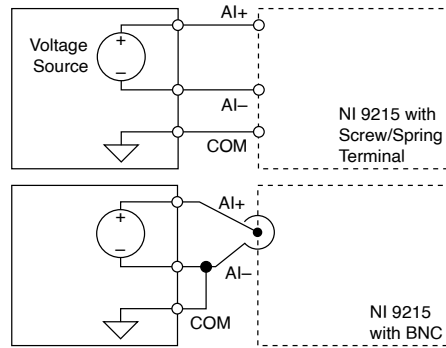 AI+
Voltage
Source
+
–
AI–
NI 9215 with
Screw/Spring
Terminal
COM
AI+
+
–
AI–
NI 9215
with BNC
COM